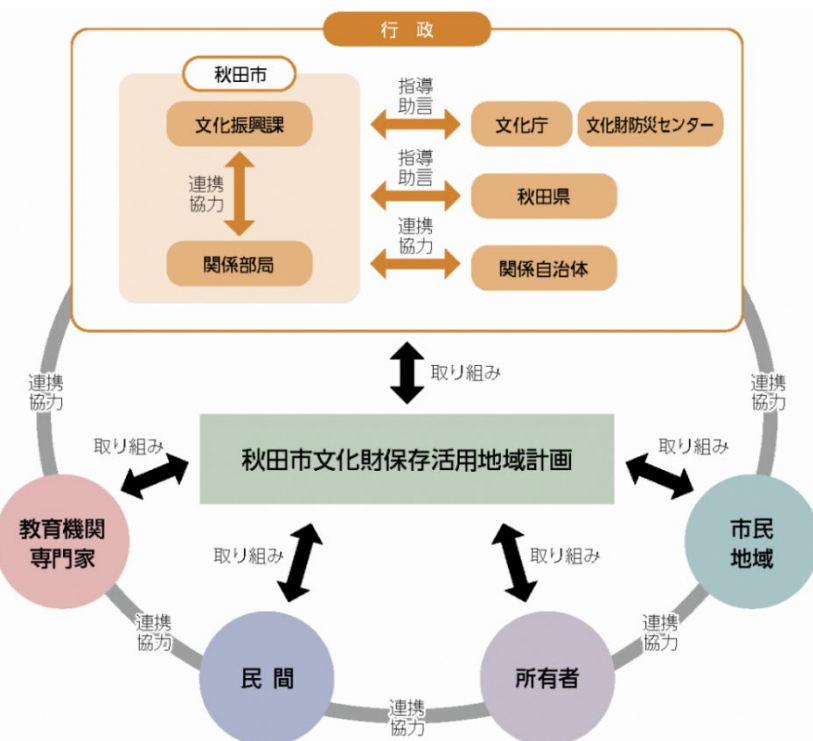 行政
秋田市
文化振興課
連携
協力
関係部局
指導
助言
文化庁
文化財防災センター
指導
助言
秋田県
連携
協力
関係自治体
連携
協力
取り組み
連携
協力
取り組み
秋田市文化財保存活用地域計画
取り組み
教育機関
専門家
取り組み
取り組み
市民
地域
連携
協力
連携
協力
民間
所有者
連携
協力